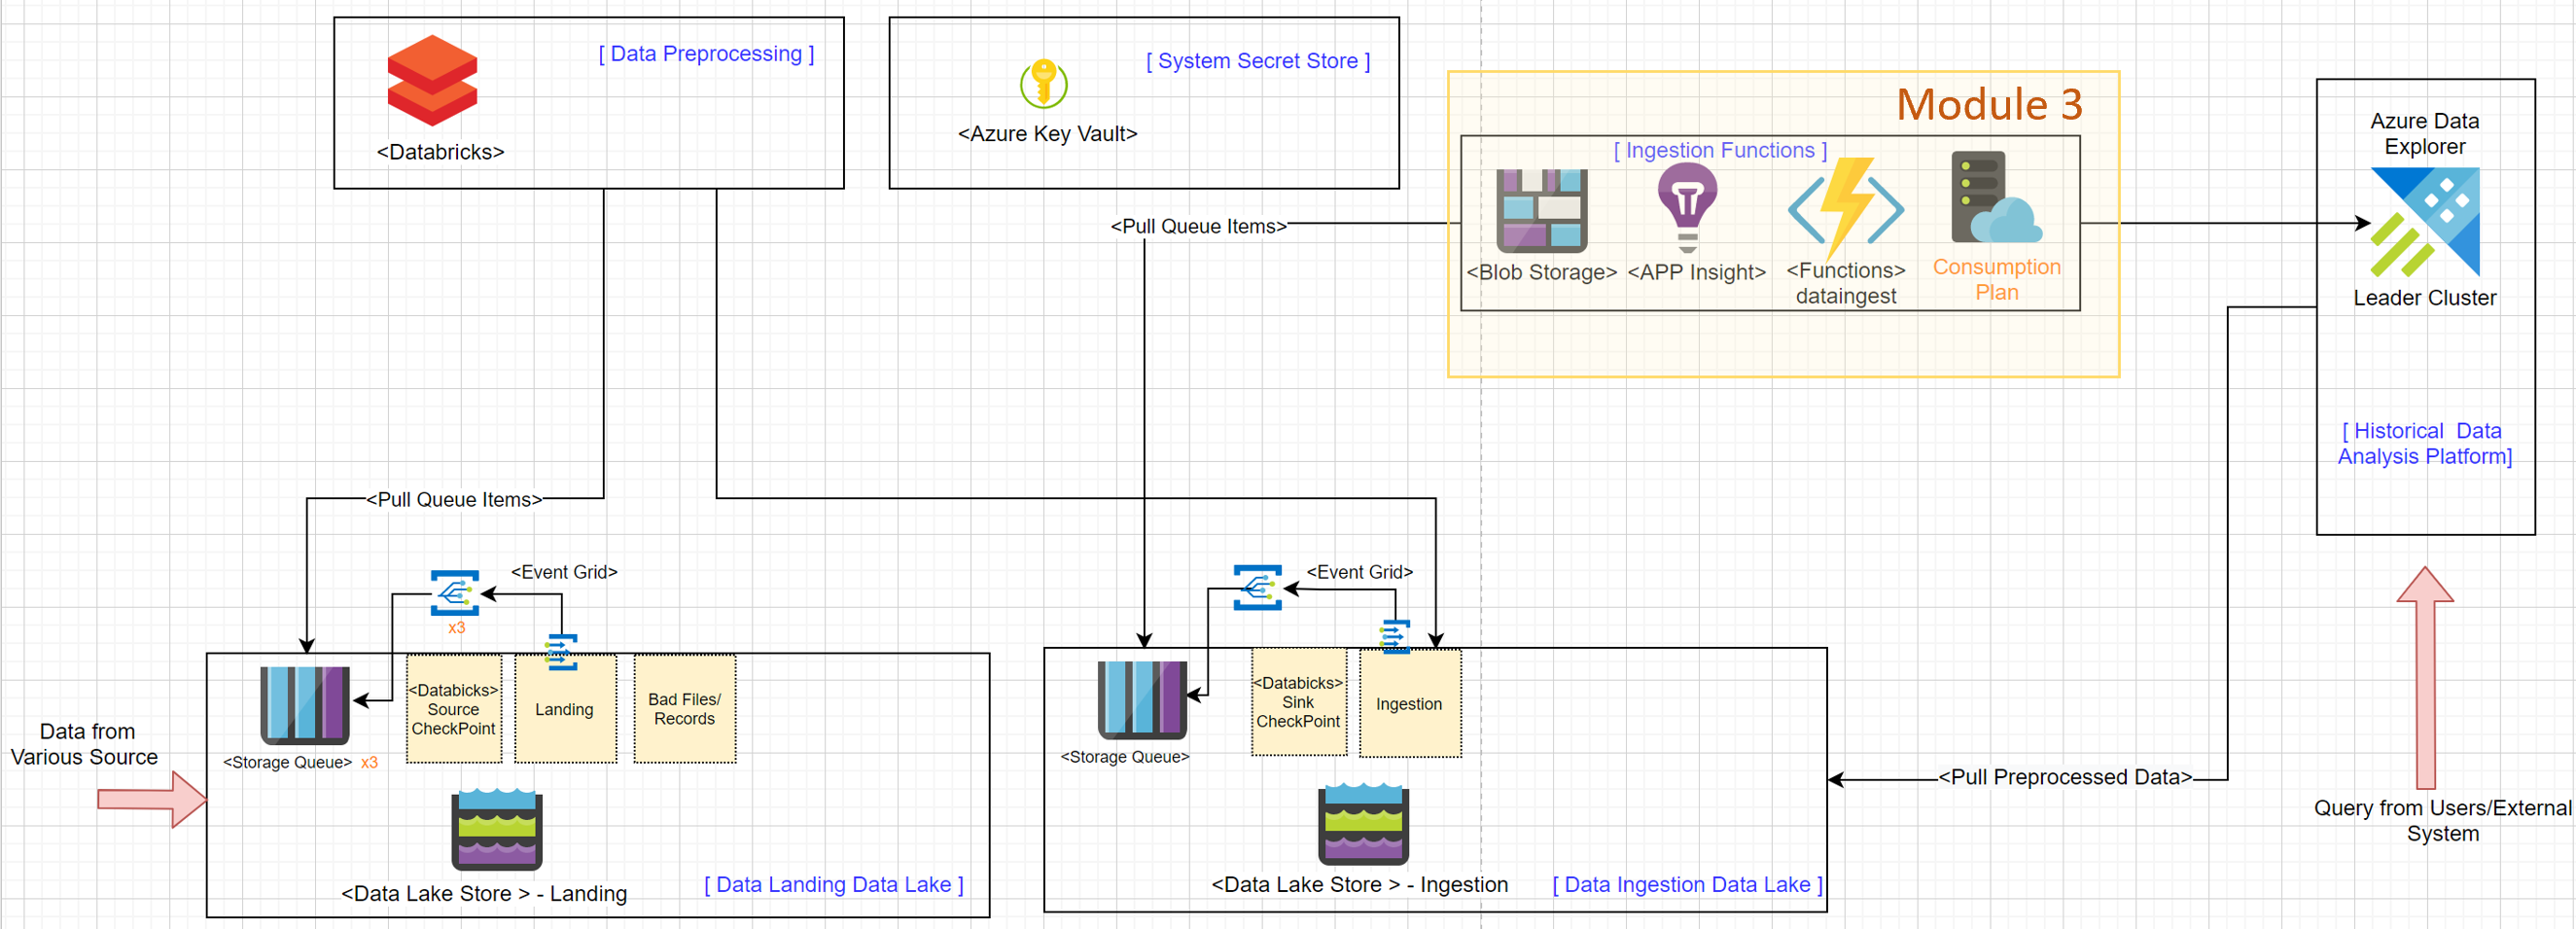 [ Data Preprocessing ]
<Databricks>
[ System Secret Store ]
<Azure Key Vault>
Module 3
[ Ingestion Functions ]
<Blob Storage>
<APP Insight>
<Functions>
dataingest
Consumption
Plan
Azure Data
Explorer
Leader Cluster
[ Historical  Data
Analysis Platform]
<Pull Queue Items>
<Pull Queue Items>
<Event Grid>
x3
<Event Grid>
Data from
Various Source
<Storage Queue> x3
<Databicks>
Source
CheckPoint
Landing
Bad Files/
Records
<Data Lake Store > - Landing
[ Data Landing Data Lake ]
<Storage Queue>
<Databicks>
Sink
CheckPoint
Ingestion
<Data Lake Store > - Ingestion
[ Data Ingestion Data Lake ]
<Pull Preprocessed Data>
Query from Users/External
System